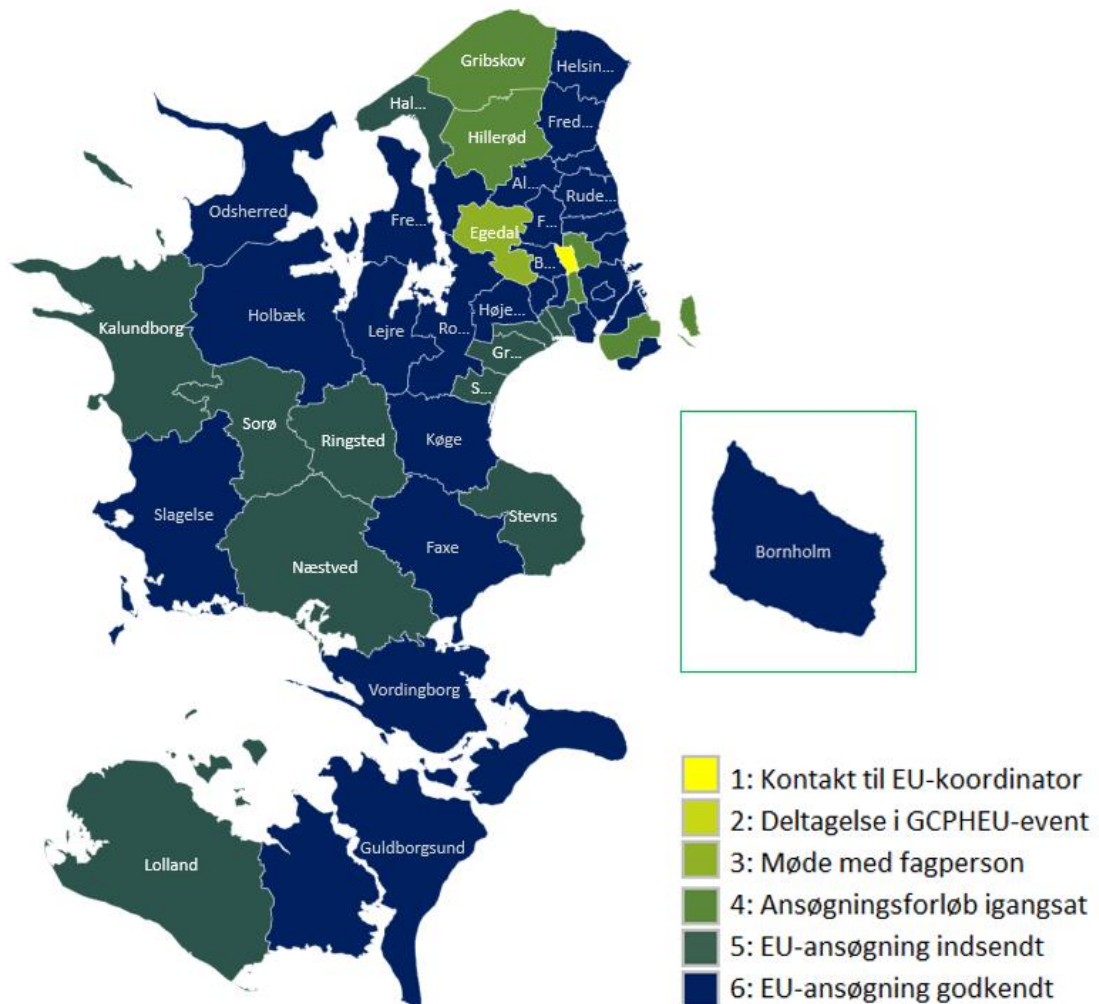 Gribskov
Helsin...
Hal...
Fred...
Hillerød
Al...
Rude...
Odsherred
Fre...
F...
Egedal
B...
Kalundborg
Holbæk
Lejre
Ro...
Høje...
Gr...
S...
Sorø
Ringsted
Køge
Slagelse
Stevns
Faxe
Næstved
Bornholm
Vordingborg
Guldborgsund
Lolland
1: Kontakt til EU-koordinator
2: Deltagelse i GCPHEU-event
3: Møde med fagperson
4: Ansøgningsforløb igangsat
5: EU-ansøgning indsendt
6: EU-ansøgning godkendt